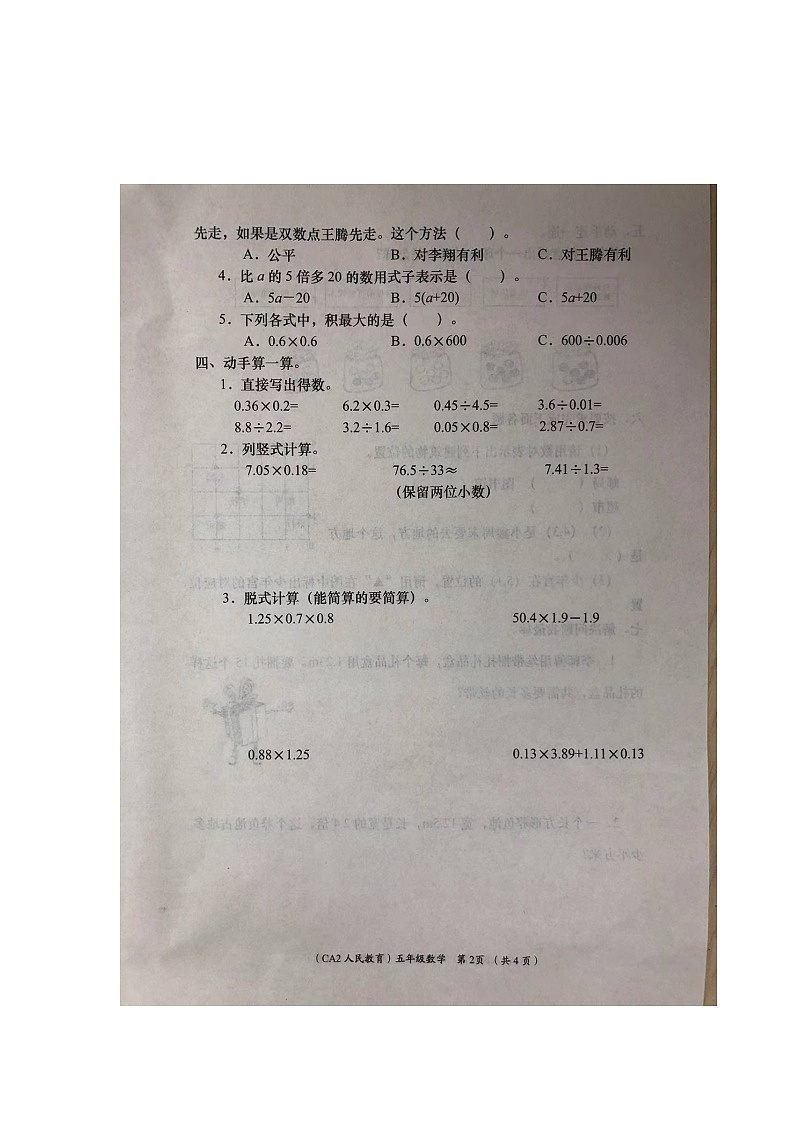 先走，如果是双数点王腾先走。这个方法（　　）。
A．公平　B．对李翔有利　C．对王腾有利
4．比 a 的 5 倍多 20 的数用式子表示是（　　）。
A．5a－20　B．5(a+20)　C．5a+20
5．下列各式中，积最大的是（　　）。
A．0.6×0.6　B．0.6×600　C．600÷0.006
四、动手算一算。
1．直接写出得数。
0.36×0.2=　6.2×0.3=　0.45÷4.5=　3.6÷0.01=
8.8÷2.2=　3.2÷1.6=　0.05×0.8=　2.87÷0.7=
2．列竖式计算。
7.05×0.18=　76.5÷33≈　7.41÷1.3=
（保留两位小数）
3．脱式计算（能简算的要简算）。
1.25×0.7×0.8　50.4×1.9－1.9
0.88×1.25　0.13×3.89+1.11×0.13
（CA2 人民教育）五年级数学　第 2页　（共 4 页）